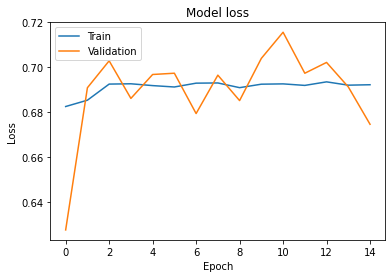 Model loss
Train
Validation
0.72
0.70
0.68
0.66
0.64
Loss
0 2 4 6 8 10 12 14
Epoch